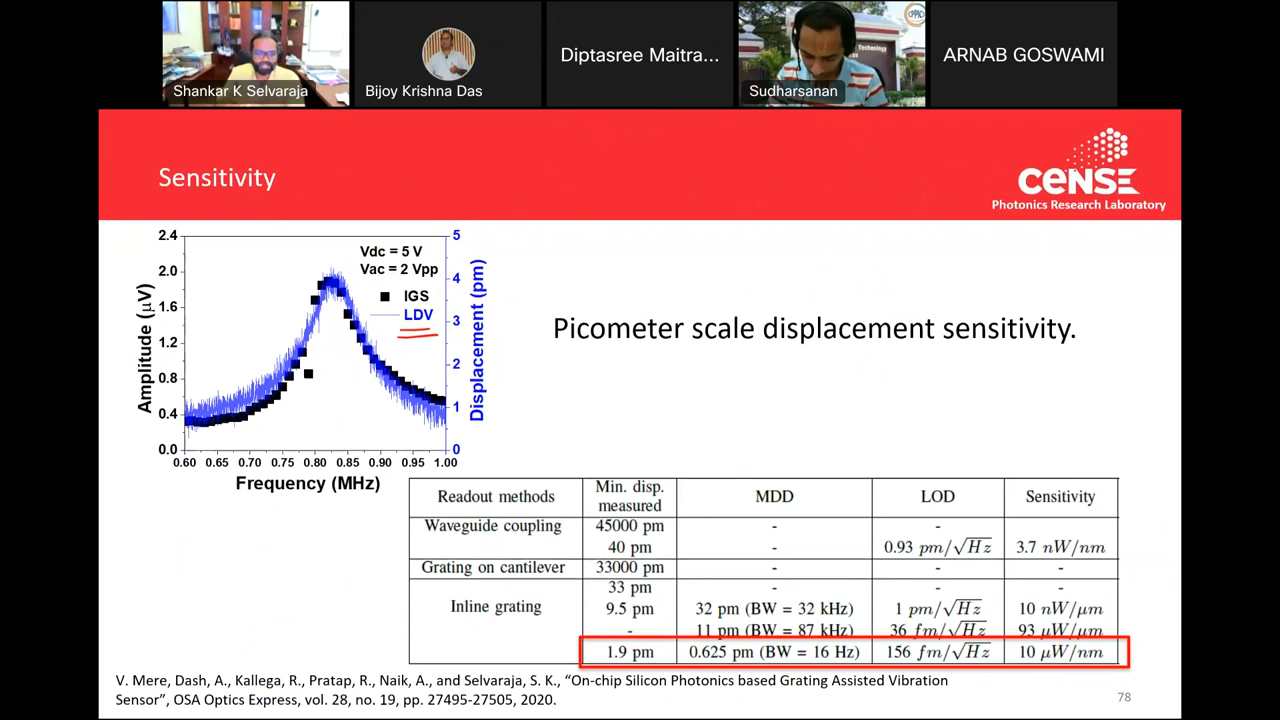 Shankar K Selvaraja
Bijoy Krishna Das
Diptasree Maitra...
Technology
Sudharsanan
ARNAB GOSWAMI
Sensitivity
CENSE
Photonics Research Laboratory
2.4
2.0
1.6
1.2
0.8
0.4
0.0
Amplitude (μV)
Vdc = 5 V
Vac = 2 Vpp
IGS
LDV
5
4
3
2
1
0
Displacement (pm)
0.60 0.65 0.70 0.75 0.80 0.85 0.90 0.95 1.00
Frequency (MHz)
Picometer scale displacement sensitivity.
Readout methods Min. disp. measured MDD LOD Sensitivity
Waveguide coupling 45000 pm - -
40 pm - 0.93 pm/√Hz 3.7 nW/nm
Grating on cantilever 33000 pm - - -
33 pm - - -
Inline grating 9.5 pm 32 pm (BW = 32 kHz) 1 pm/√Hz 10 nW/μm
- 11 pm (BW = 87 kHz) 36 fm/√Hz 93 μW/μm
1.9 pm 0.625 pm (BW = 16 Hz) 156 fm/√Hz 10 μW/nm
V. Mere, Dash, A., Kallega, R., Pratap, R., Naik, A., and Selvaraja, S. K., “On-chip Silicon Photonics based Grating Assisted Vibration
Sensor”, OSA Optics Express, vol. 28, no. 19, pp. 27495-27505, 2020.
78